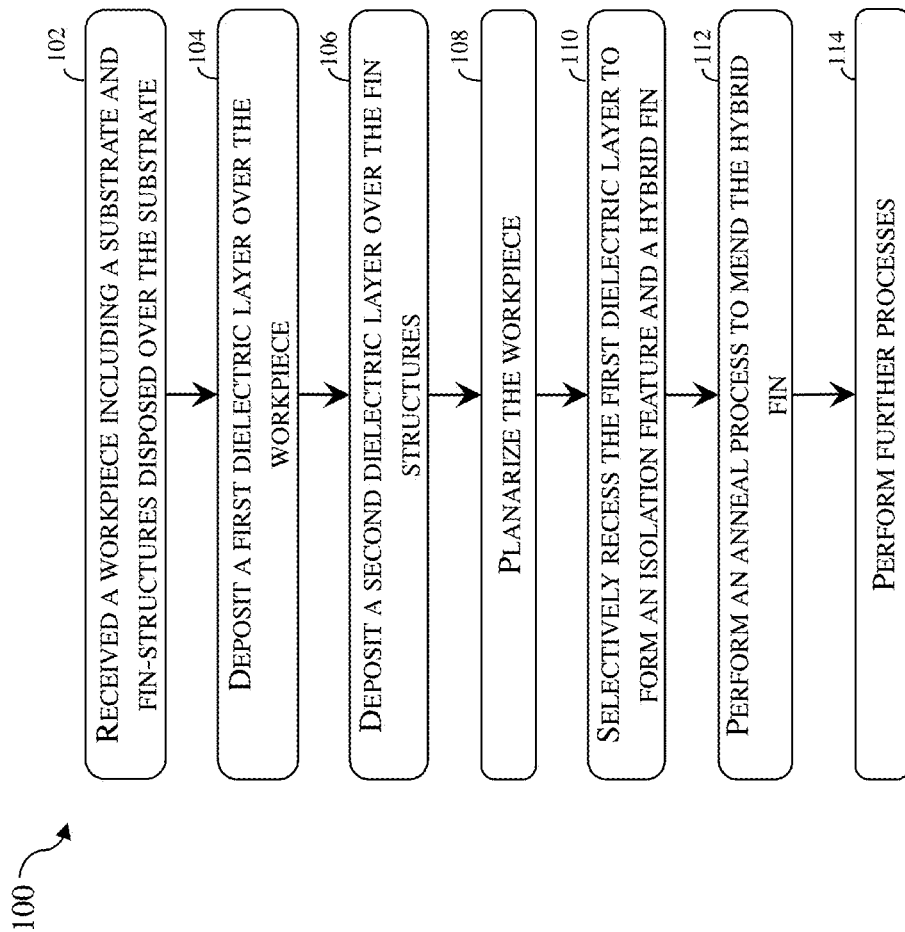 100
102
RECEIVED A WORKPIECE INCLUDING A SUBSTRATE AND
FIN-STRUCTURES DISPOSED OVER THE SUBSTRATE
104
DEPOSIT A FIRST DIELECTRIC LAYER OVER THE
WORKPIECE
106
DEPOSIT A SECOND DIELECTRIC LAYER OVER THE FIN
STRUCTURES
108
PLANARIZE THE WORKPIECE
110
SELECTIVELY RECESS THE FIRST DIELECTRIC LAYER TO
FORM AN ISOLATION FEATURE AND A HYBRID FIN
112
PERFORM AN ANNEAL PROCESS TO MEND THE HYBRID
FIN
114
PERFORM FURTHER PROCESSES